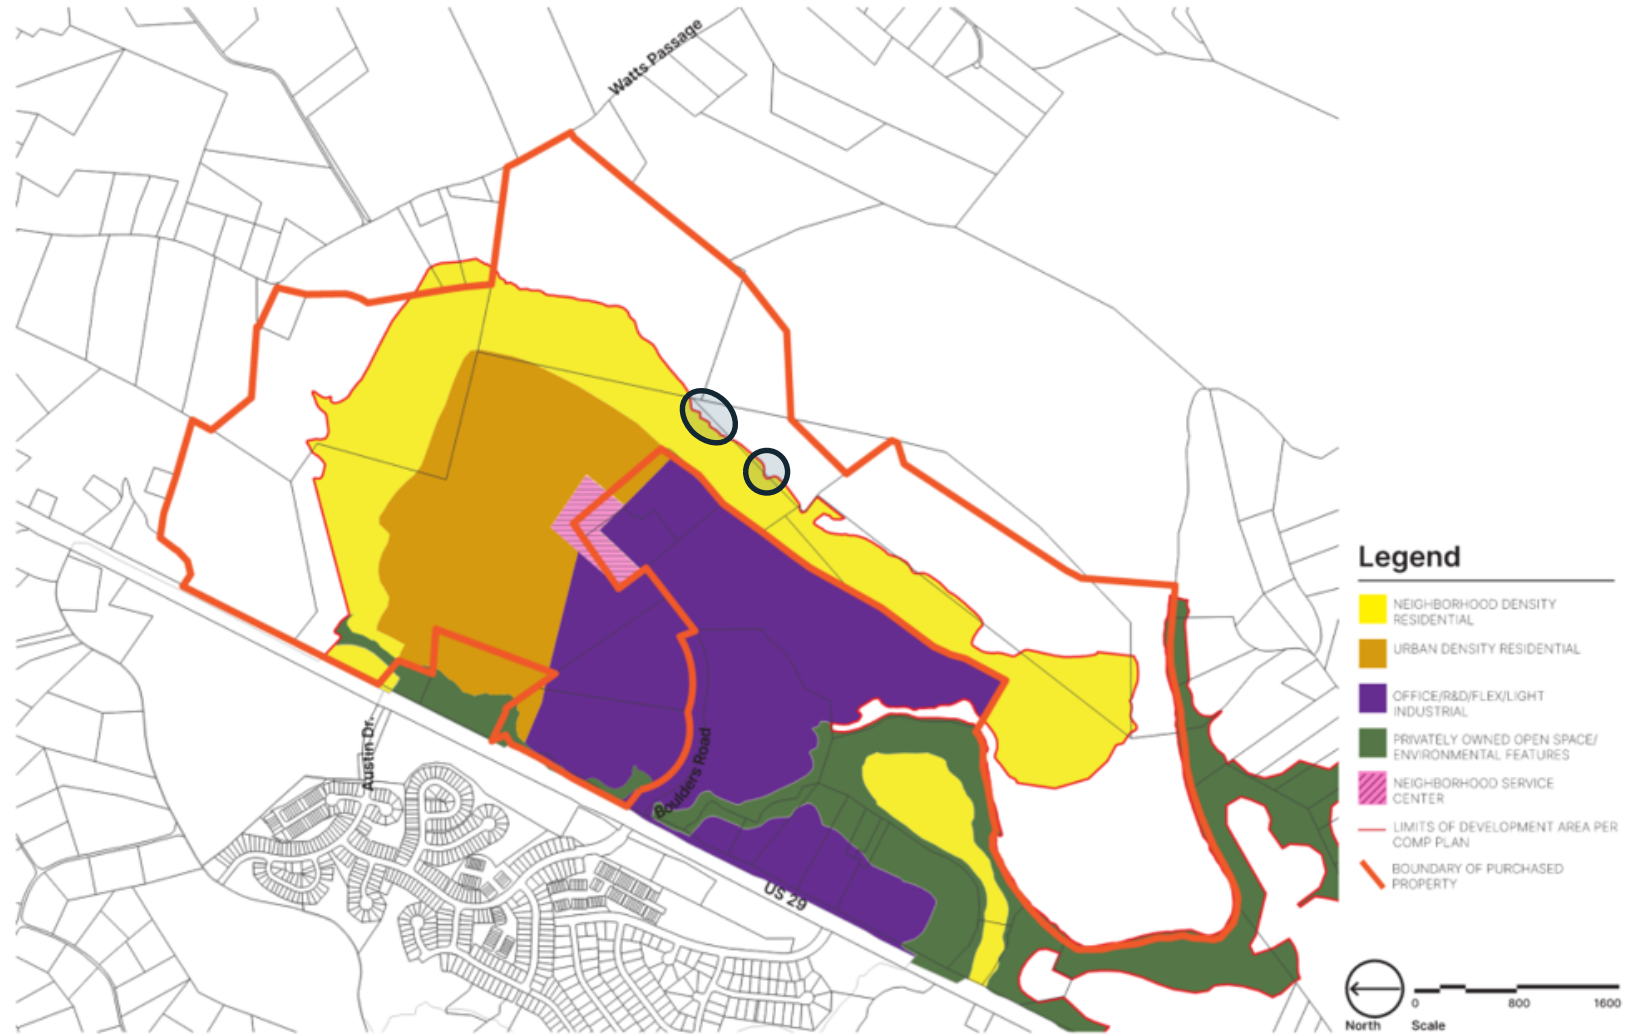 Watts Passage
Austin Dr.
Boulders Road
US 29
Legend
NEIGHBORHOOD DENSITY
RESIDENTIAL
URBAN DENSITY RESIDENTIAL
OFFICE/R&D/FLEX/LIGHT
INDUSTRIAL
PRIVATELY OWNED OPEN SPACE/
ENVIRONMENTAL FEATURES
NEIGHBORHOOD SERVICE
CENTER
LIMITS OF DEVELOPMENT AREA PER
COMP PLAN
BOUNDARY OF PURCHASED
PROPERTY
0 800 1600
North Scale